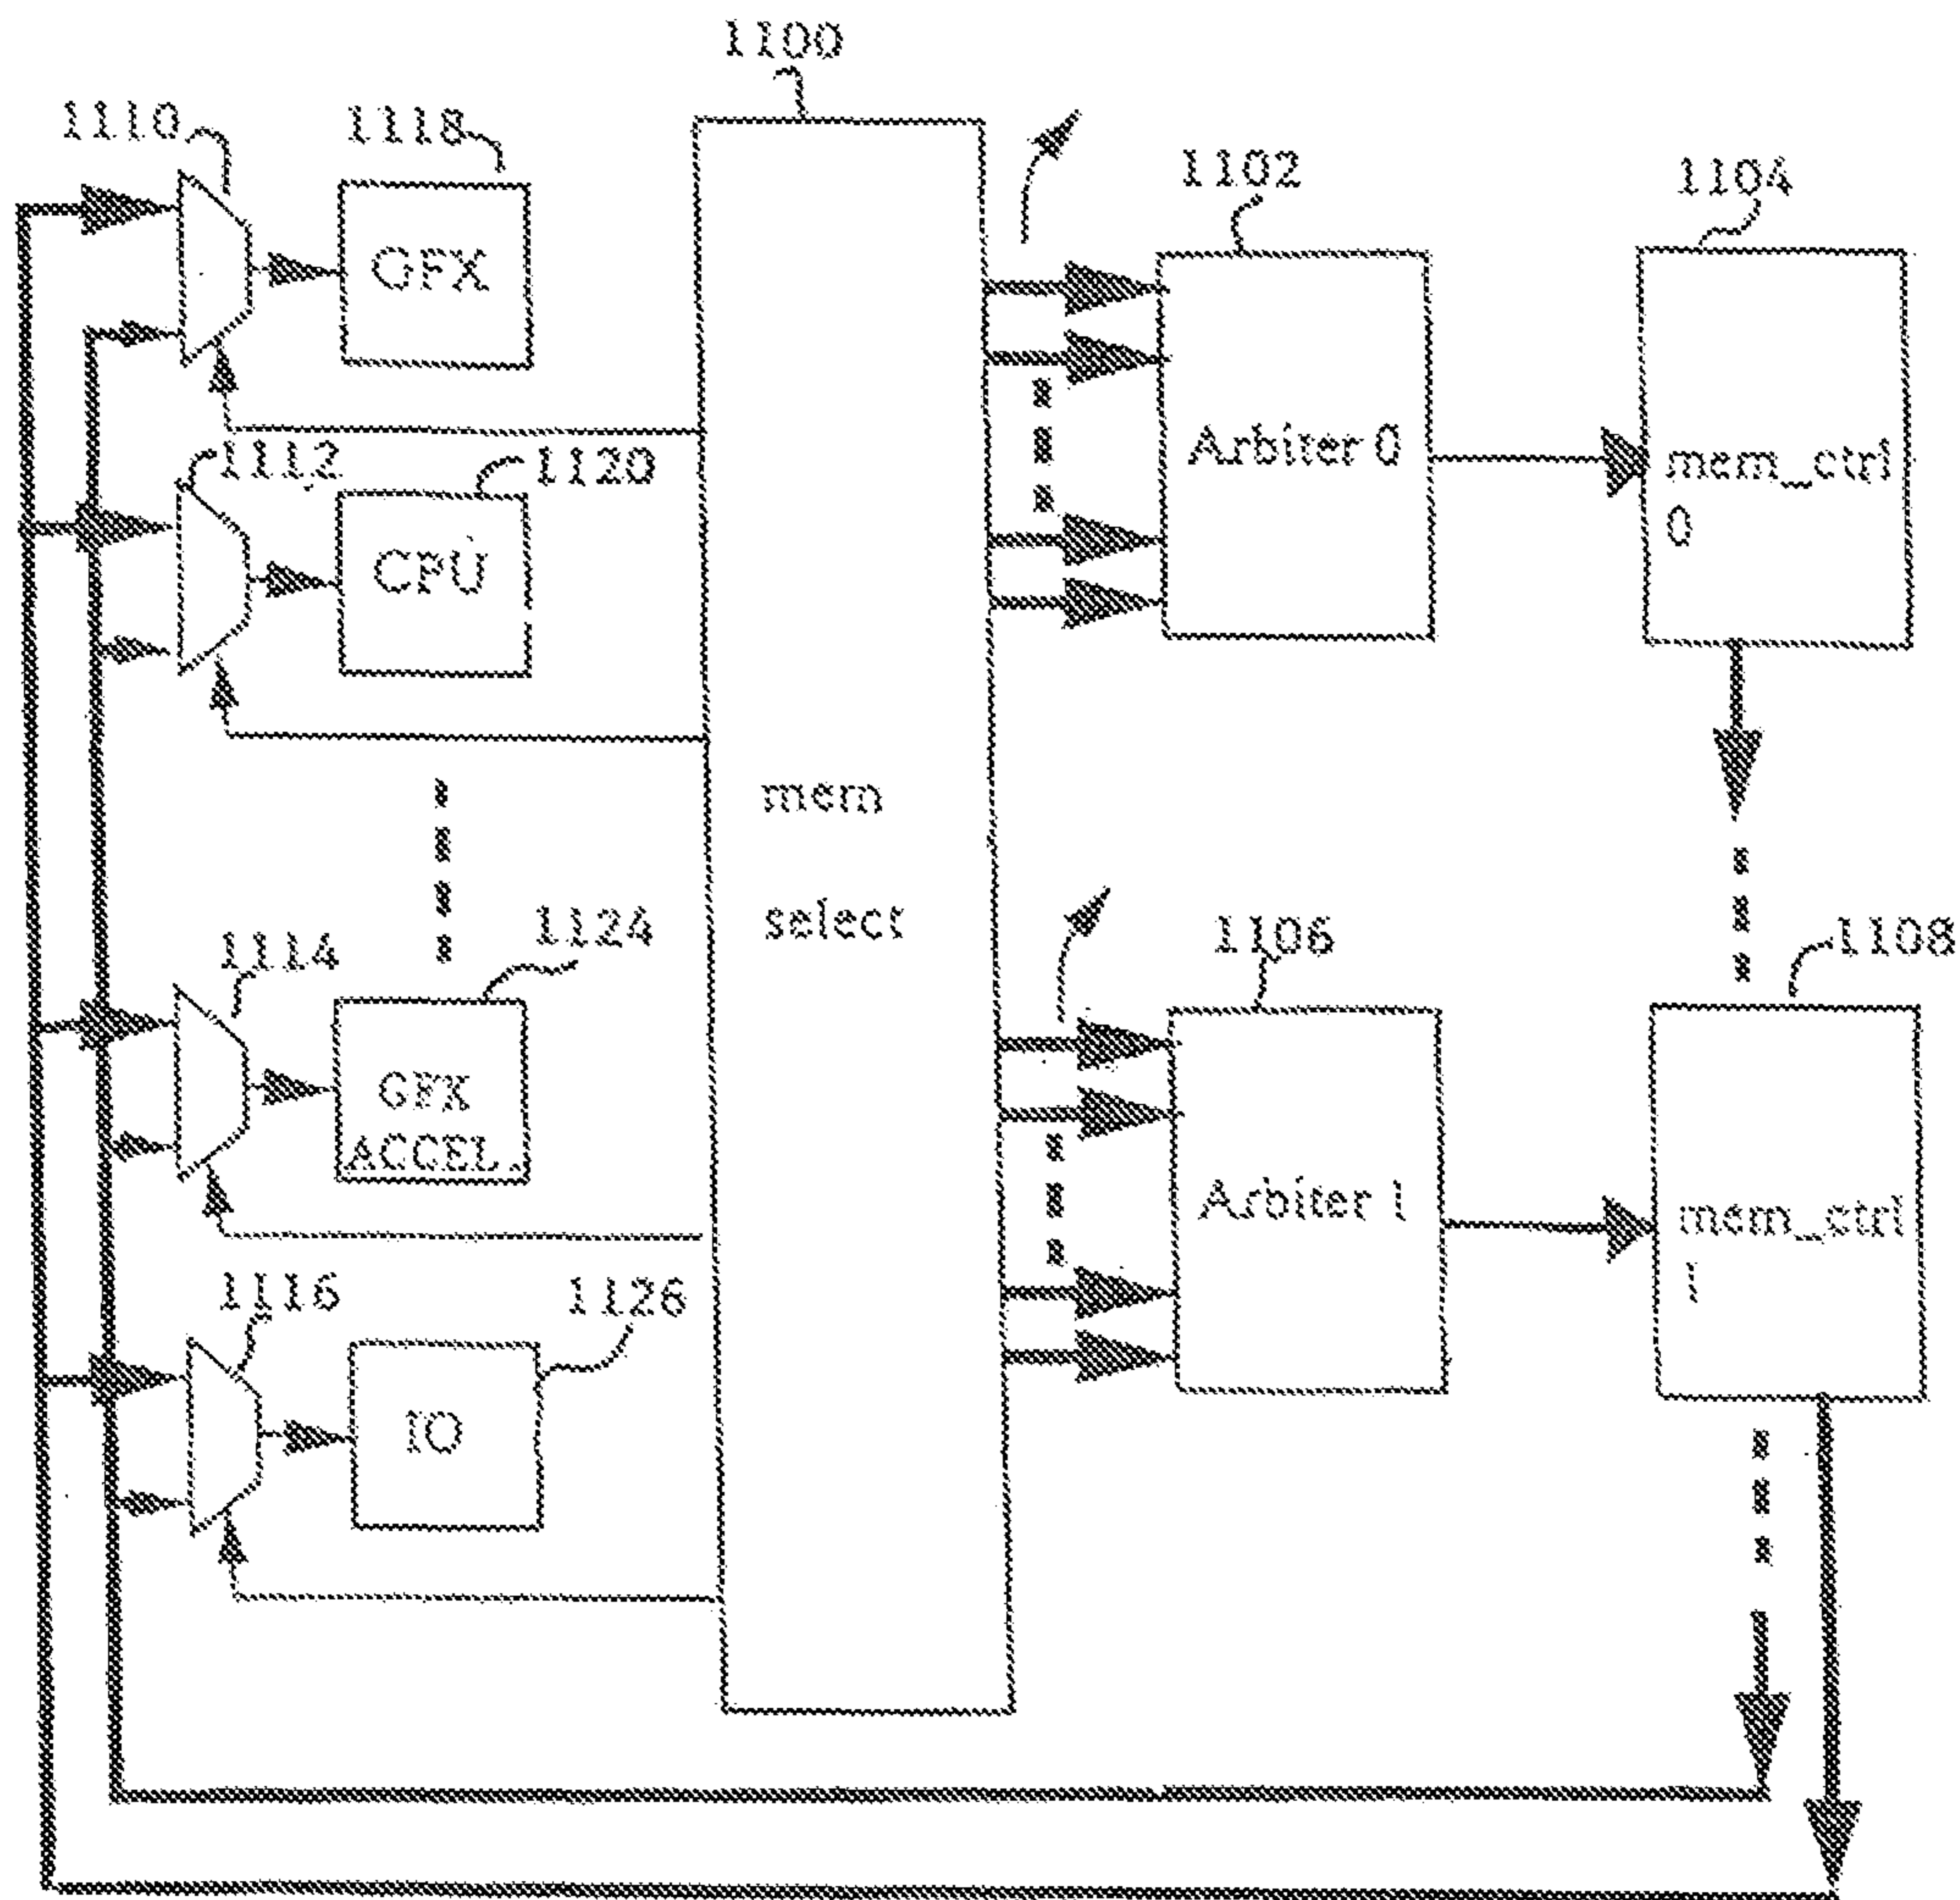 1100
1110
1118
1102
1104
GFX
Arbiter 0
mem_ctrl
0
1112
1120
CPU
mem
select
1114
1124
1106
1108
GFX
ACCEL.
Arbiter 1
mem_ctrl
1
1116
1126
IO